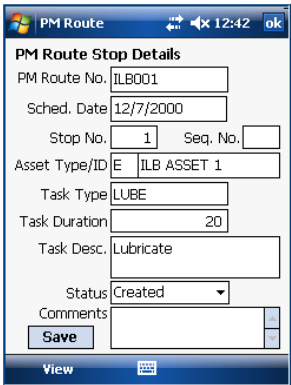 PM Route 12:42 ok
PM Route Stop Details
PM Route No. ILB001
Sched. Date 12/7/2000
Stop No. 1 Seq. No.
Asset Type/ID E ILB ASSET 1
Task Type LUBE
Task Duration 20
Task Desc. Lubricate
Status Created
Comments
Save
View